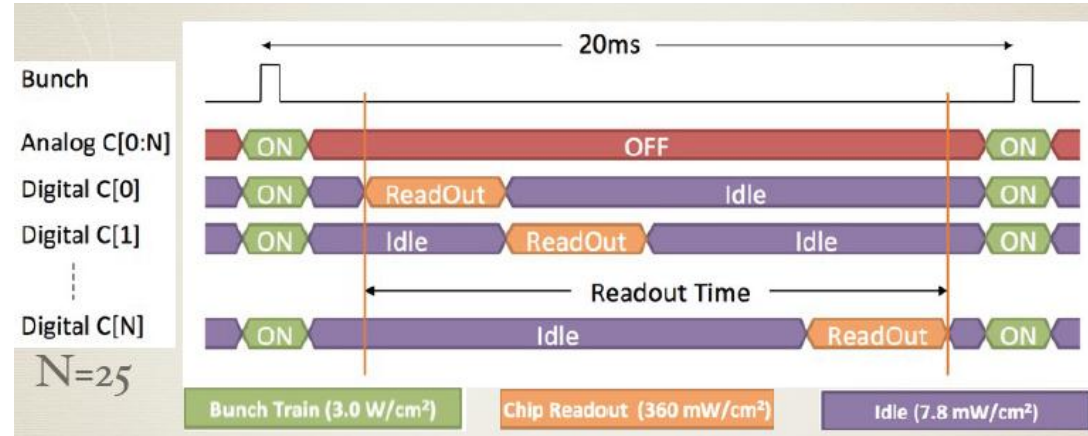 20ms
Bunch
Analog C[0:N] ON OFF ON
Digital C[0] ON ReadOut Idle ON
Digital C[1] ON Idle ReadOut Idle ON
Readout Time
Digital C[N] ON Idle ReadOut ON
N=25
Bunch Train (3.0 W/cm²) Chip Readout (360 mW/cm²) Idle (7.8 mW/cm²)